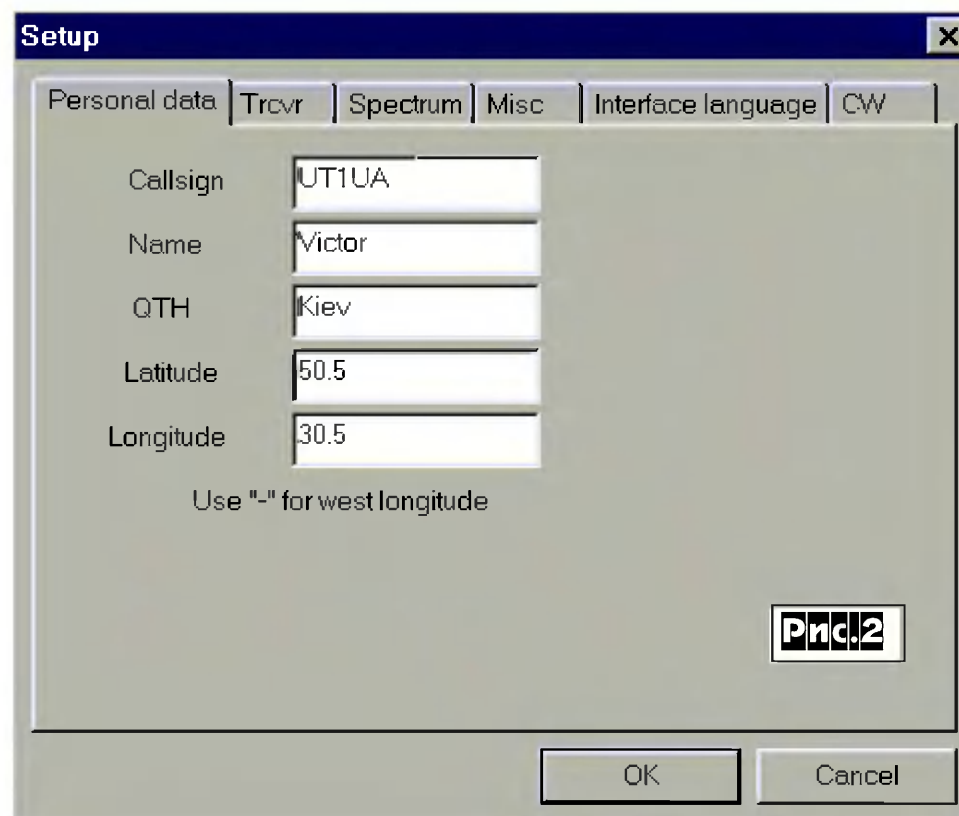 Setup
Personal data Trcvr Spectrum Misc Interface language CW
Callsign UT1UA
Name Victor
QTH Kiev
Latitude 50.5
Longitude 30.5
Use "-" for west longitude
Рис.2
OK Cancel